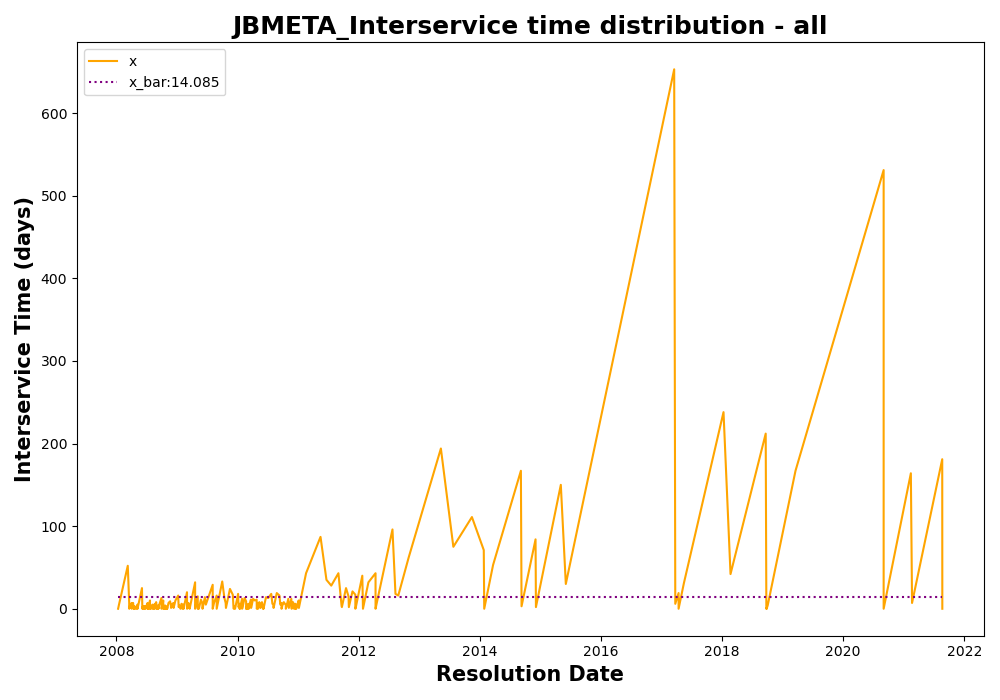 JBMETA_Interservice time distribution - all
x
x_bar:14.085
Interservice Time (days)
600
500
400
300
200
100
0
2008 2010 2012 2014 2016 2018 2020 2022
Resolution Date